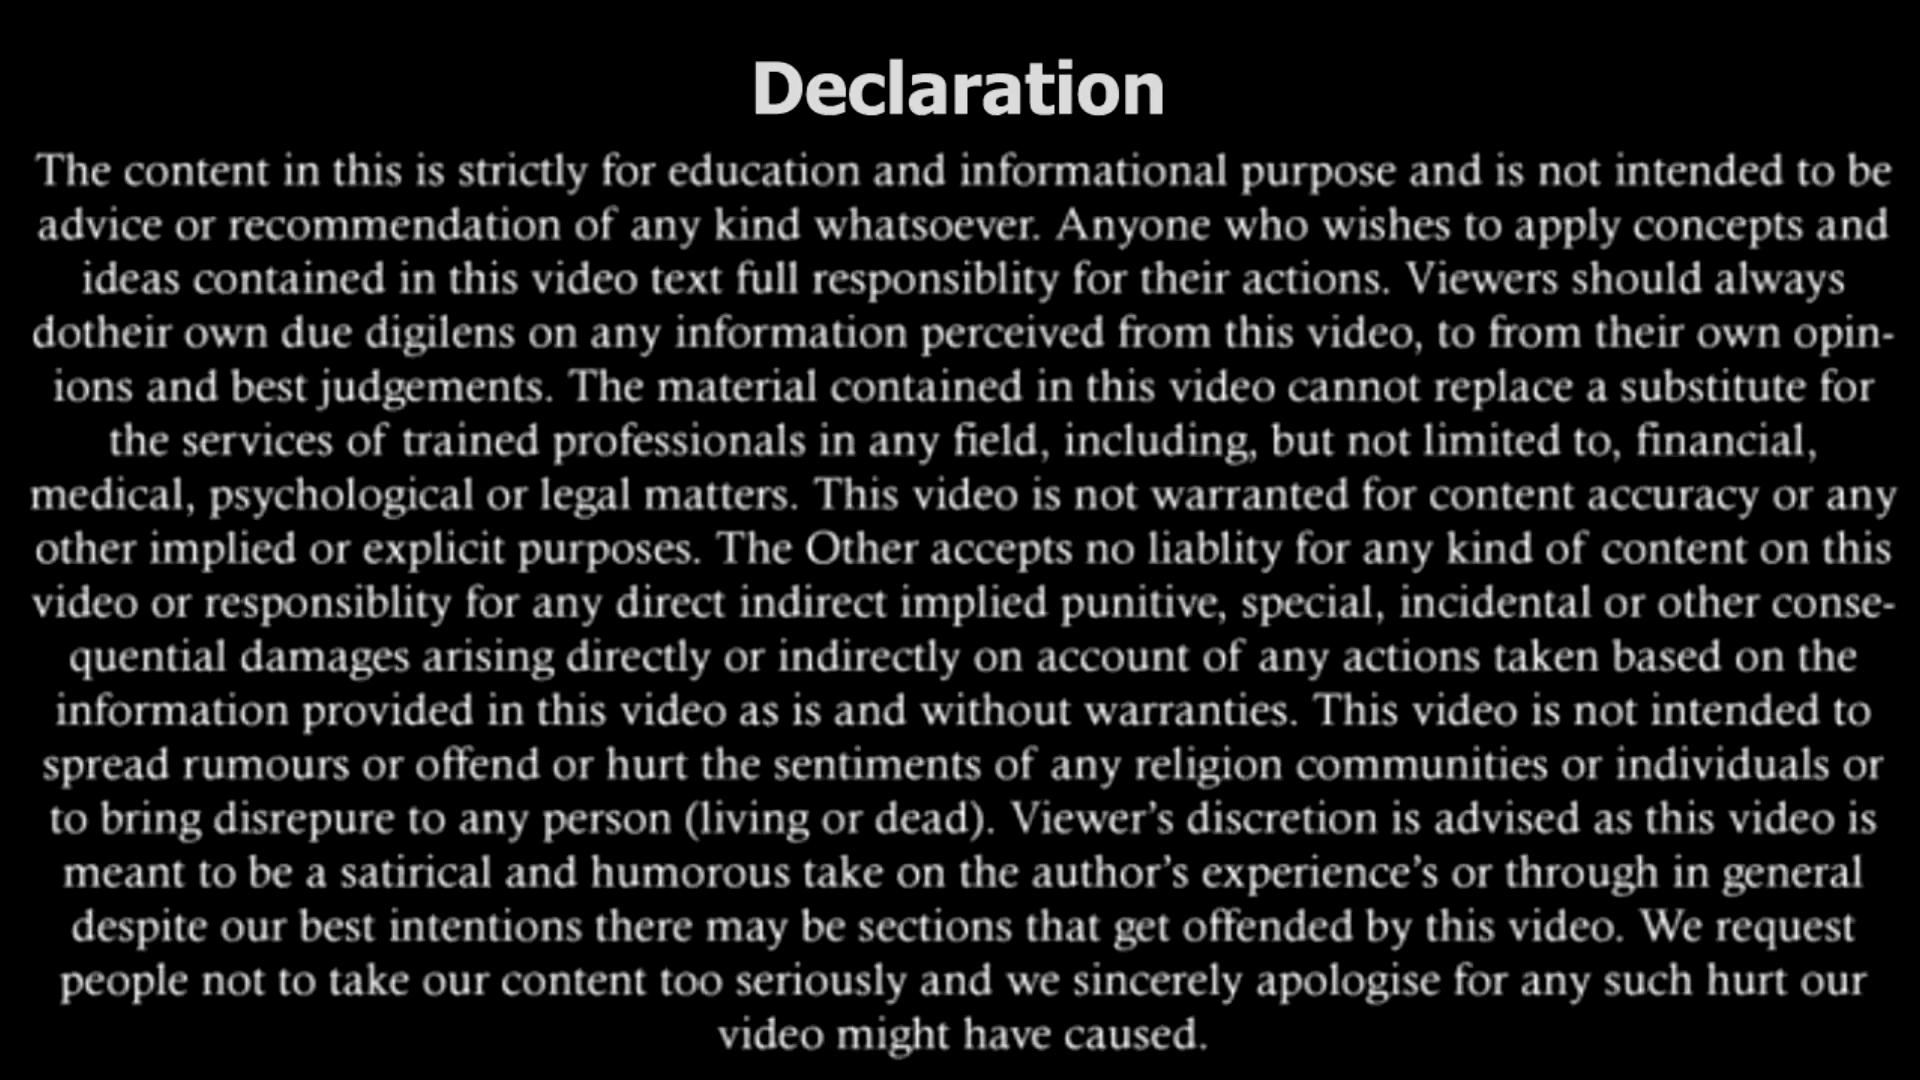 Declaration
The content in this is strictly for education and informational purpose and is not intended to be
advice or recommendation of any kind whatsoever. Anyone who wishes to apply concepts and
ideas contained in this video text full responsiblity for their actions. Viewers should always
dotheir own due digilens on any information perceived from this video, to from their own opin-
ions and best judgements. The material contained in this video cannot replace a substitute for
the services of trained professionals in any field, including, but not limited to, financial,
medical, psychological or legal matters. This video is not warranted for content accuracy or any
other implied or explicit purposes. The Other accepts no liablity for any kind of content on this
video or responsiblity for any direct indirect implied punitive, special, incidental or other conse-
quential damages arising directly or indirectly on account of any actions taken based on the
information provided in this video as is and without warranties. This video is not intended to
spread rumours or offend or hurt the sentiments of any religion communities or individuals or
to bring disrepure to any person (living or dead). Viewer’s discretion is advised as this video is
meant to be a satirical and humorous take on the author’s experience’s or through in general
despite our best intentions there may be sections that get offended by this video. We request
people not to take our content too seriously and we sincerely apologise for any such hurt our
video might have caused.